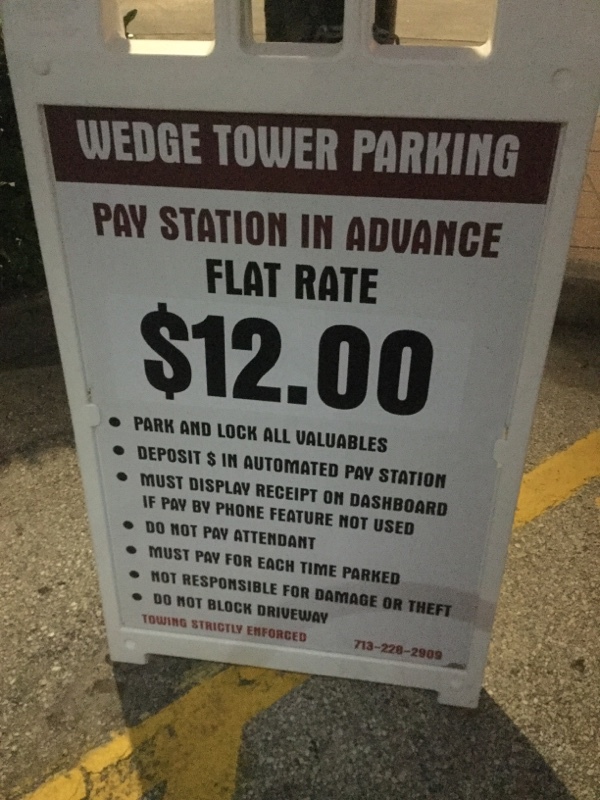 WEDGE TOWER PARKING
PAY STATION IN ADVANCE
FLAT RATE
$12.00
• PARK AND LOCK ALL VALUABLES
• DEPOSIT $ IN AUTOMATED PAY STATION
• MUST DISPLAY RECEIPT ON DASHBOARD
IF PAY BY PHONE FEATURE NOT USED
• DO NOT PAY ATTENDANT
• MUST PAY FOR EACH TIME PARKED
• NOT RESPONSIBLE FOR DAMAGE OR THEFT
• DO NOT BLOCK DRIVEWAY
TOWING STRICTLY ENFORCED 713-228-2909